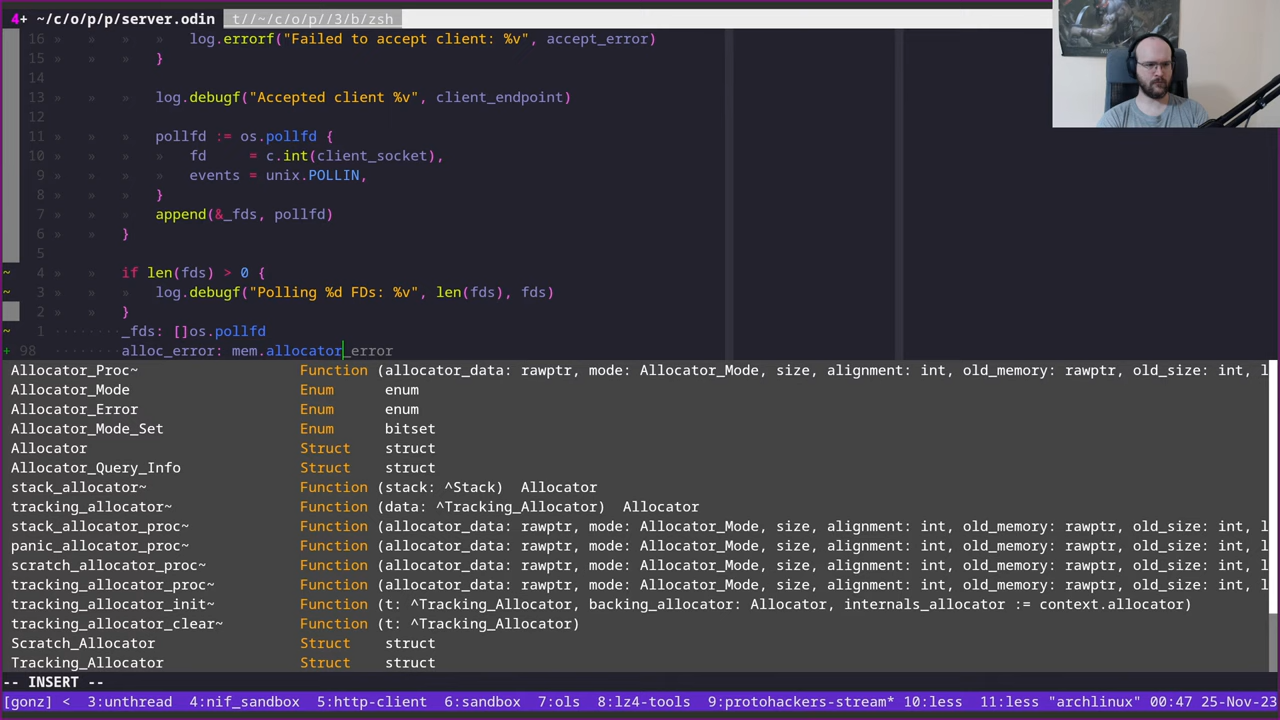 4+ ~/c/o/p/p/server.odin  t//~/c/o/p//3/b/zsh
16 » » » » log.errorf("Failed to accept client: %v", accept_error)
15 » » » }
14
13 » » » log.debugf("Accepted client %v", client_endpoint)
12
11 » » » pollfd := os.pollfd {
10 » » » » fd     = c.int(client_socket),
9 » » » » events = unix.POLLIN,
8 » » » }
7 » » » append(&_fds, pollfd)
6 » » }
5
~ 4 » » if len(fds) > 0 {
~ 3 » » » log.debugf("Polling %d FDs: %v", len(fds), fds)
2 » » }
~ 1 ········_fds: []os.pollfd
+ 98 ········alloc_error: mem.allocator_error
Allocator_Proc~ Function (allocator_data: rawptr, mode: Allocator_Mode, size, alignment: int, old_memory: rawptr, old_size: int, l
Allocator_Mode Enum enum
Allocator_Error Enum enum
Allocator_Mode_Set Enum bitset
Allocator Struct struct
Allocator_Query_Info Struct struct
stack_allocator~ Function (stack: ^Stack)  Allocator
tracking_allocator~ Function (data: ^Tracking_Allocator)  Allocator
stack_allocator_proc~ Function (allocator_data: rawptr, mode: Allocator_Mode, size, alignment: int, old_memory: rawptr, old_size: int, l
panic_allocator_proc~ Function (allocator_data: rawptr, mode: Allocator_Mode, size, alignment: int, old_memory: rawptr, old_size: int, l
scratch_allocator_proc~ Function (allocator_data: rawptr, mode: Allocator_Mode, size, alignment: int, old_memory: rawptr, old_size: int, l
tracking_allocator_proc~ Function (allocator_data: rawptr, mode: Allocator_Mode, size, alignment: int, old_memory: rawptr, old_size: int, l
tracking_allocator_init~ Function (t: ^Tracking_Allocator, backing_allocator: Allocator, internals_allocator := context.allocator)
tracking_allocator_clear~ Function (t: ^Tracking_Allocator)
Scratch_Allocator Struct struct
Tracking_Allocator Struct struct
-- INSERT --
[gonz] < 3:unthread 4:nif_sandbox 5:http-client 6:sandbox 7:ols 8:lz4-tools 9:protohackers-stream* 10:less 11:less "archlinux" 00:47 25-Nov-23